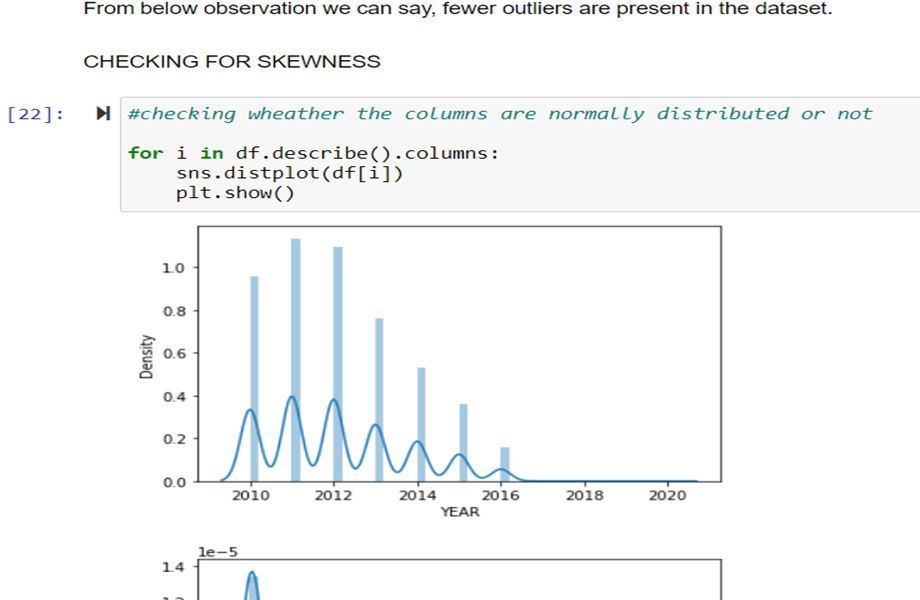 From below observation we can say, fewer outliers are present in the dataset.
CHECKING FOR SKEWNESS
[22]:
#checking wheather the columns are normally distributed or not
for i in df.describe().columns:
sns.distplot(df[i])
plt.show()
1.0
0.8
0.6
0.4
0.2
0.0
Density
2010 2012 2014 2016 2018 2020
YEAR
1e−5
1.4